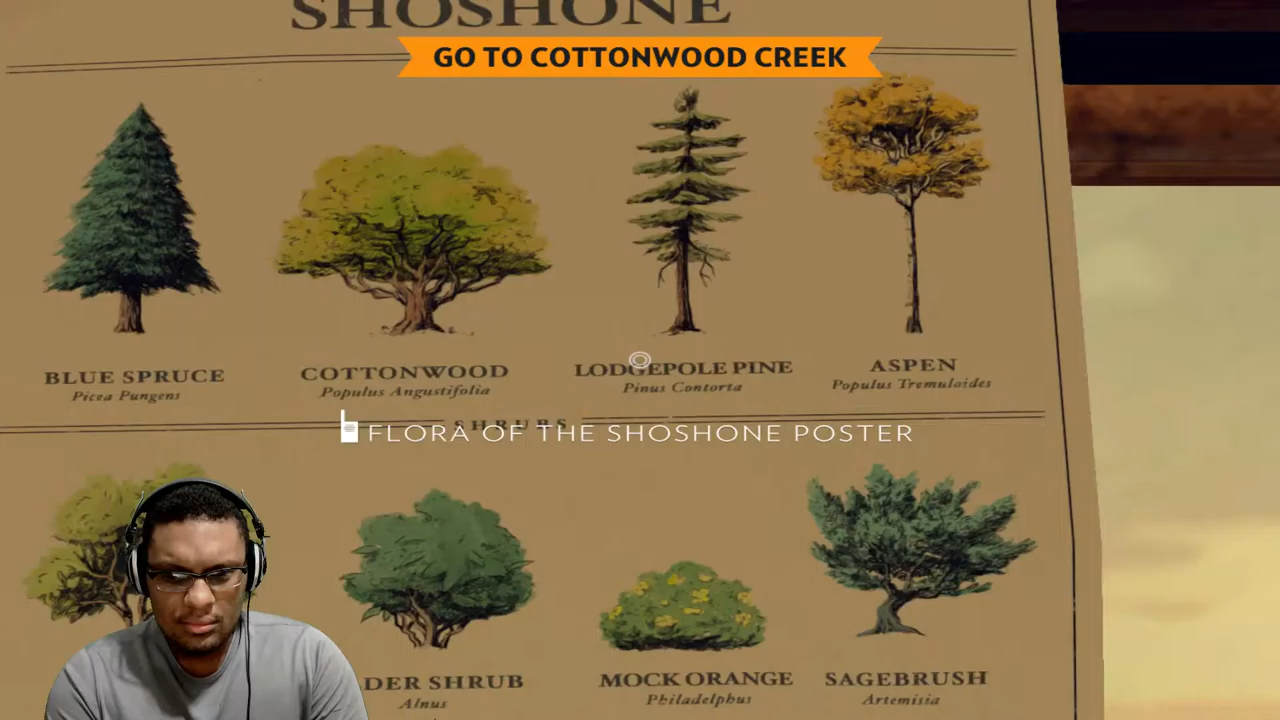 SHOSHONE
GO TO COTTONWOOD CREEK
BLUE SPRUCE
Picea Pungens
COTTONWOOD
Populus Angustifolia
LODGEPOLE PINE
Pinus Contorta
ASPEN
Populus Tremuloides
SHRUBS
FLORA OF THE SHOSHONE POSTER
DER SHRUB
Alnus
MOCK ORANGE
Philadelphus
SAGEBRUSH
Artemisia